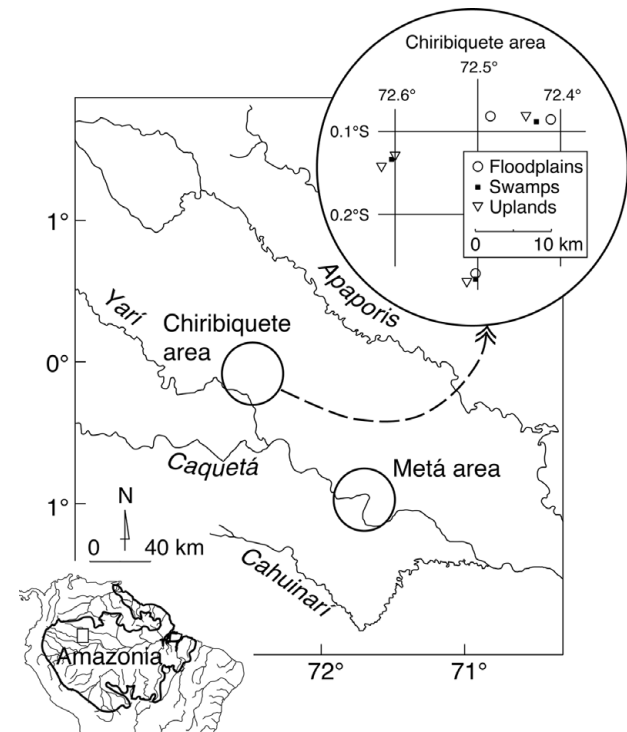 Chiribiquete area
72.5°
72.6°
72.4°
0.1°S
0.2°S
Floodplains
Swamps
Uplands
0 10 km
1°
Apaporis
Yarí
Chiribiquete
area
0°
Caquetá
Metá area
N
1°
0 40 km
Cahuinarí
Amazonia
72° 71°